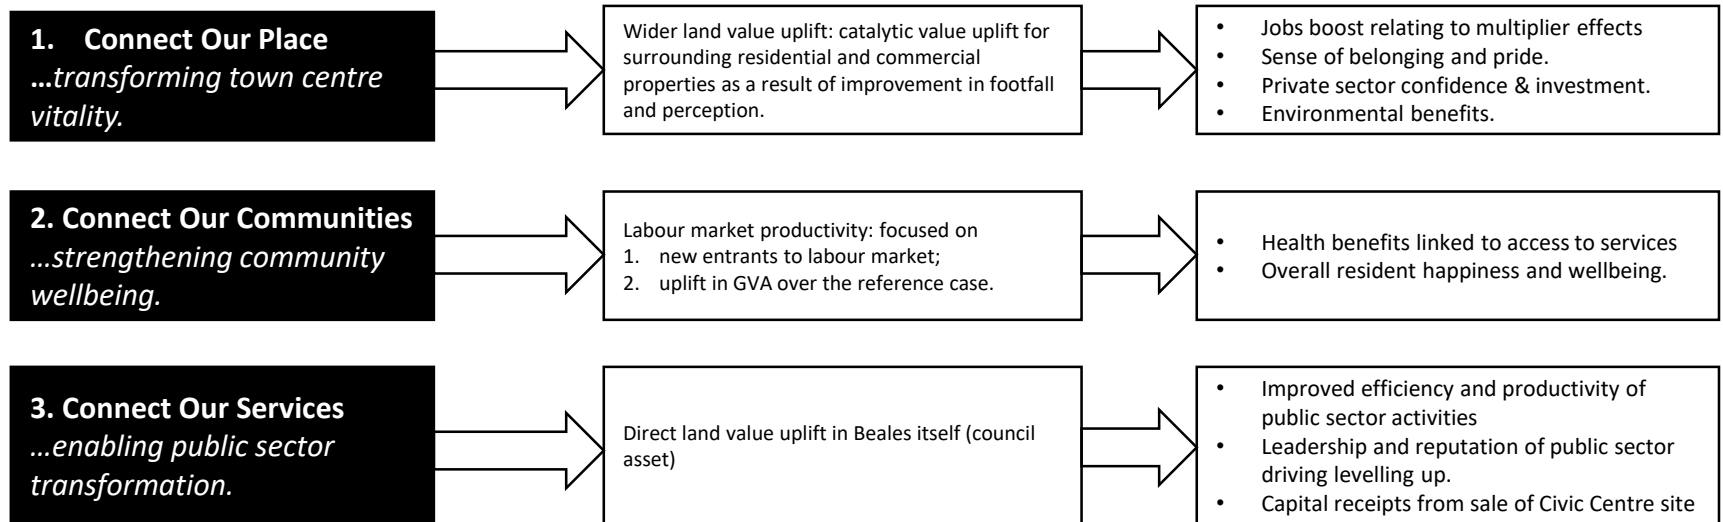 1. Connect Our Place
…transforming town centre
vitality.
Wider land value uplift: catalytic value uplift for
surrounding residential and commercial
properties as a result of improvement in footfall
and perception.
• Jobs boost relating to multiplier effects
• Sense of belonging and pride.
• Private sector confidence & investment.
• Environmental benefits.
2. Connect Our Communities
…strengthening community
wellbeing.
Labour market productivity: focused on
1. new entrants to labour market;
2. uplift in GVA over the reference case.
• Health benefits linked to access to services
• Overall resident happiness and wellbeing.
3. Connect Our Services
…enabling public sector
transformation.
Direct land value uplift in Beales itself (council
asset)
• Improved efficiency and productivity of
public sector activities
• Leadership and reputation of public sector
driving levelling up.
• Capital receipts from sale of Civic Centre site